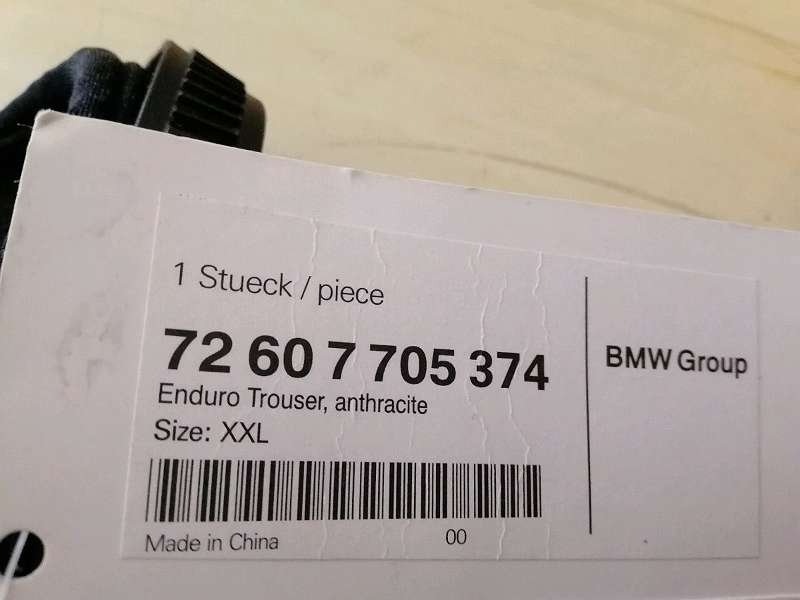 1 Stueck / piece
72 60 7 705 374
Enduro Trouser, anthracite
Size: XXL
Made in China
00
BMW Group